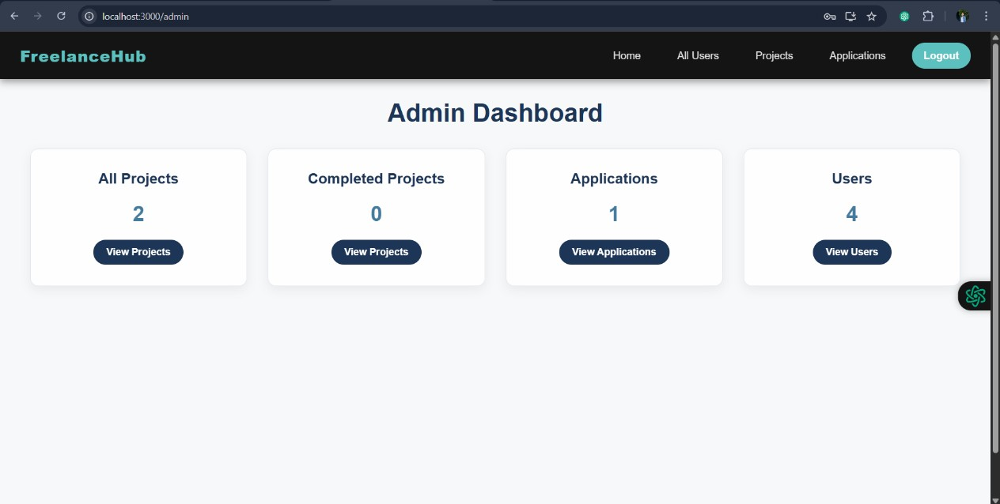 localhost:3000/admin
FreelanceHub
Home All Users Projects Applications Logout
Admin Dashboard
All Projects Completed Projects Applications Users
2 0 1 4
View Projects View Projects View Applications View Users